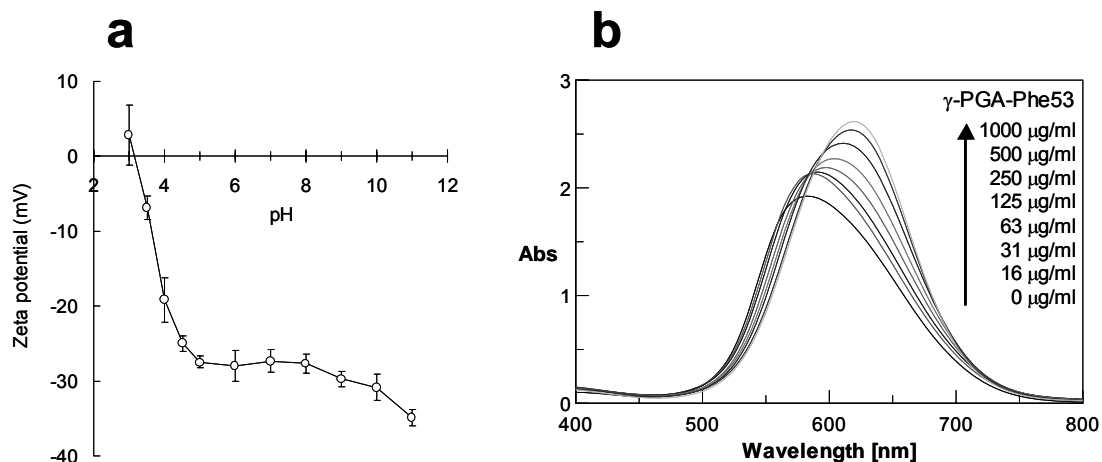 a
10
0
-10
-20
-30
-40
2
4
6
8
10
12
pH
Zeta potential (mV)
b
3
2
1
0
Abs
400
500
600
700
800
Wavelength [nm]
γ-PGA-Phe53
1000 μg/ml
500 μg/ml
250 μg/ml
125 μg/ml
63 μg/ml
31 μg/ml
16 μg/ml
0 μg/ml